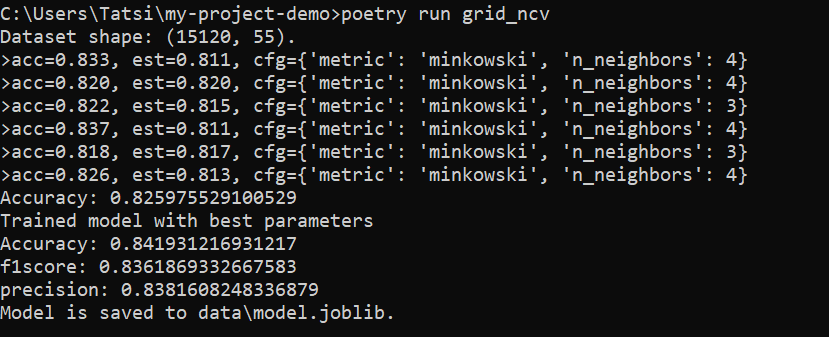 C:\Users\Tatsi\my-project-demo>poetry run grid_ncv
Dataset shape: (15120, 55).
>acc=0.833, est=0.811, cfg={'metric': 'minkowski', 'n_neighbors': 4}
>acc=0.820, est=0.820, cfg={'metric': 'minkowski', 'n_neighbors': 4}
>acc=0.822, est=0.815, cfg={'metric': 'minkowski', 'n_neighbors': 3}
>acc=0.837, est=0.811, cfg={'metric': 'minkowski', 'n_neighbors': 4}
>acc=0.818, est=0.817, cfg={'metric': 'minkowski', 'n_neighbors': 3}
>acc=0.826, est=0.813, cfg={'metric': 'minkowski', 'n_neighbors': 4}
Accuracy: 0.825975529100529
Trained model with best parameters
Accuracy: 0.841931216931217
f1score: 0.8361869332667583
precision: 0.8381608248336879
Model is saved to data\model.joblib.